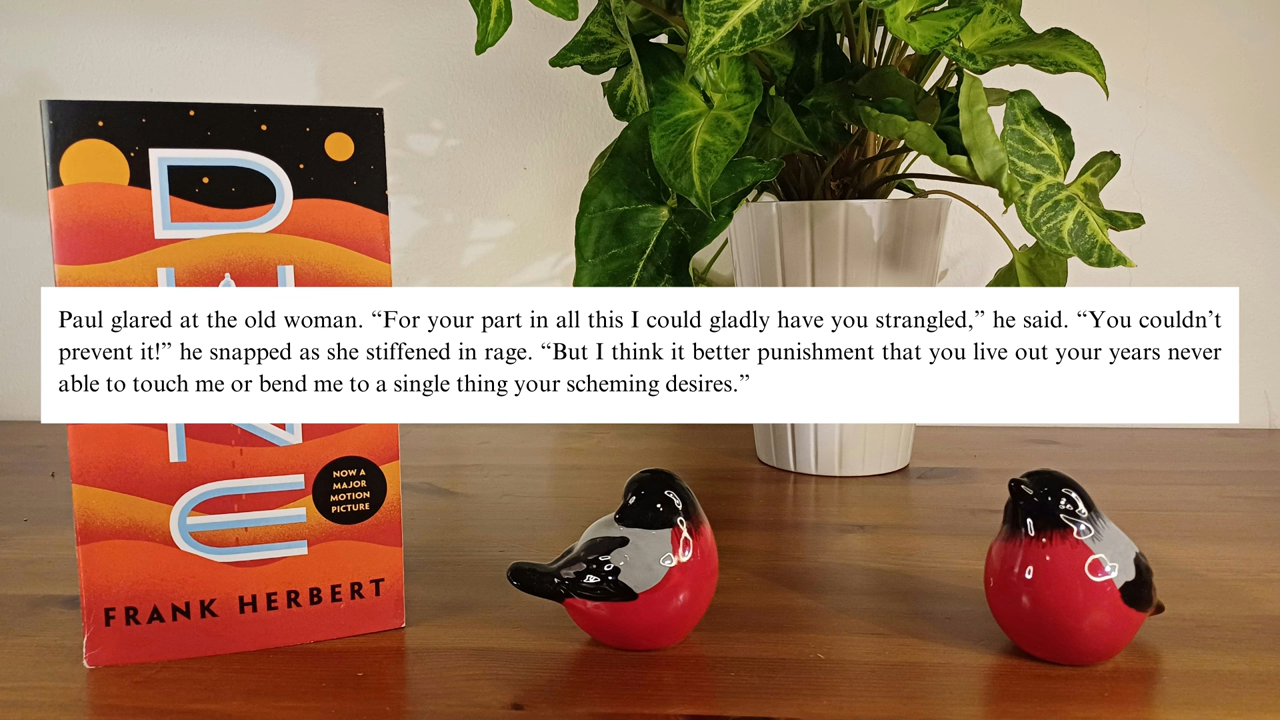 DUNE
Paul glared at the old woman. “For your part in all this I could gladly have you strangled,” he said. “You couldn’t
prevent it!” he snapped as she stiffened in rage. “But I think it better punishment that you live out your years never
able to touch me or bend me to a single thing your scheming desires.”
NOW A
MAJOR
MOTION
PICTURE
FRANK HERBERT